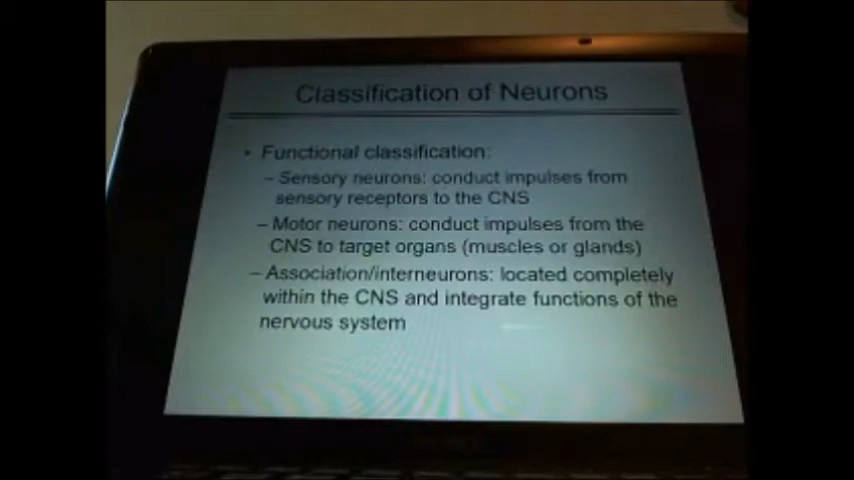 Classification of Neurons
• Functional classification:
– Sensory neurons: conduct impulses from
sensory receptors to the CNS
– Motor neurons: conduct impulses from the
CNS to target organs (muscles or glands)
– Association/interneurons: located completely
within the CNS and integrate functions of the
nervous system